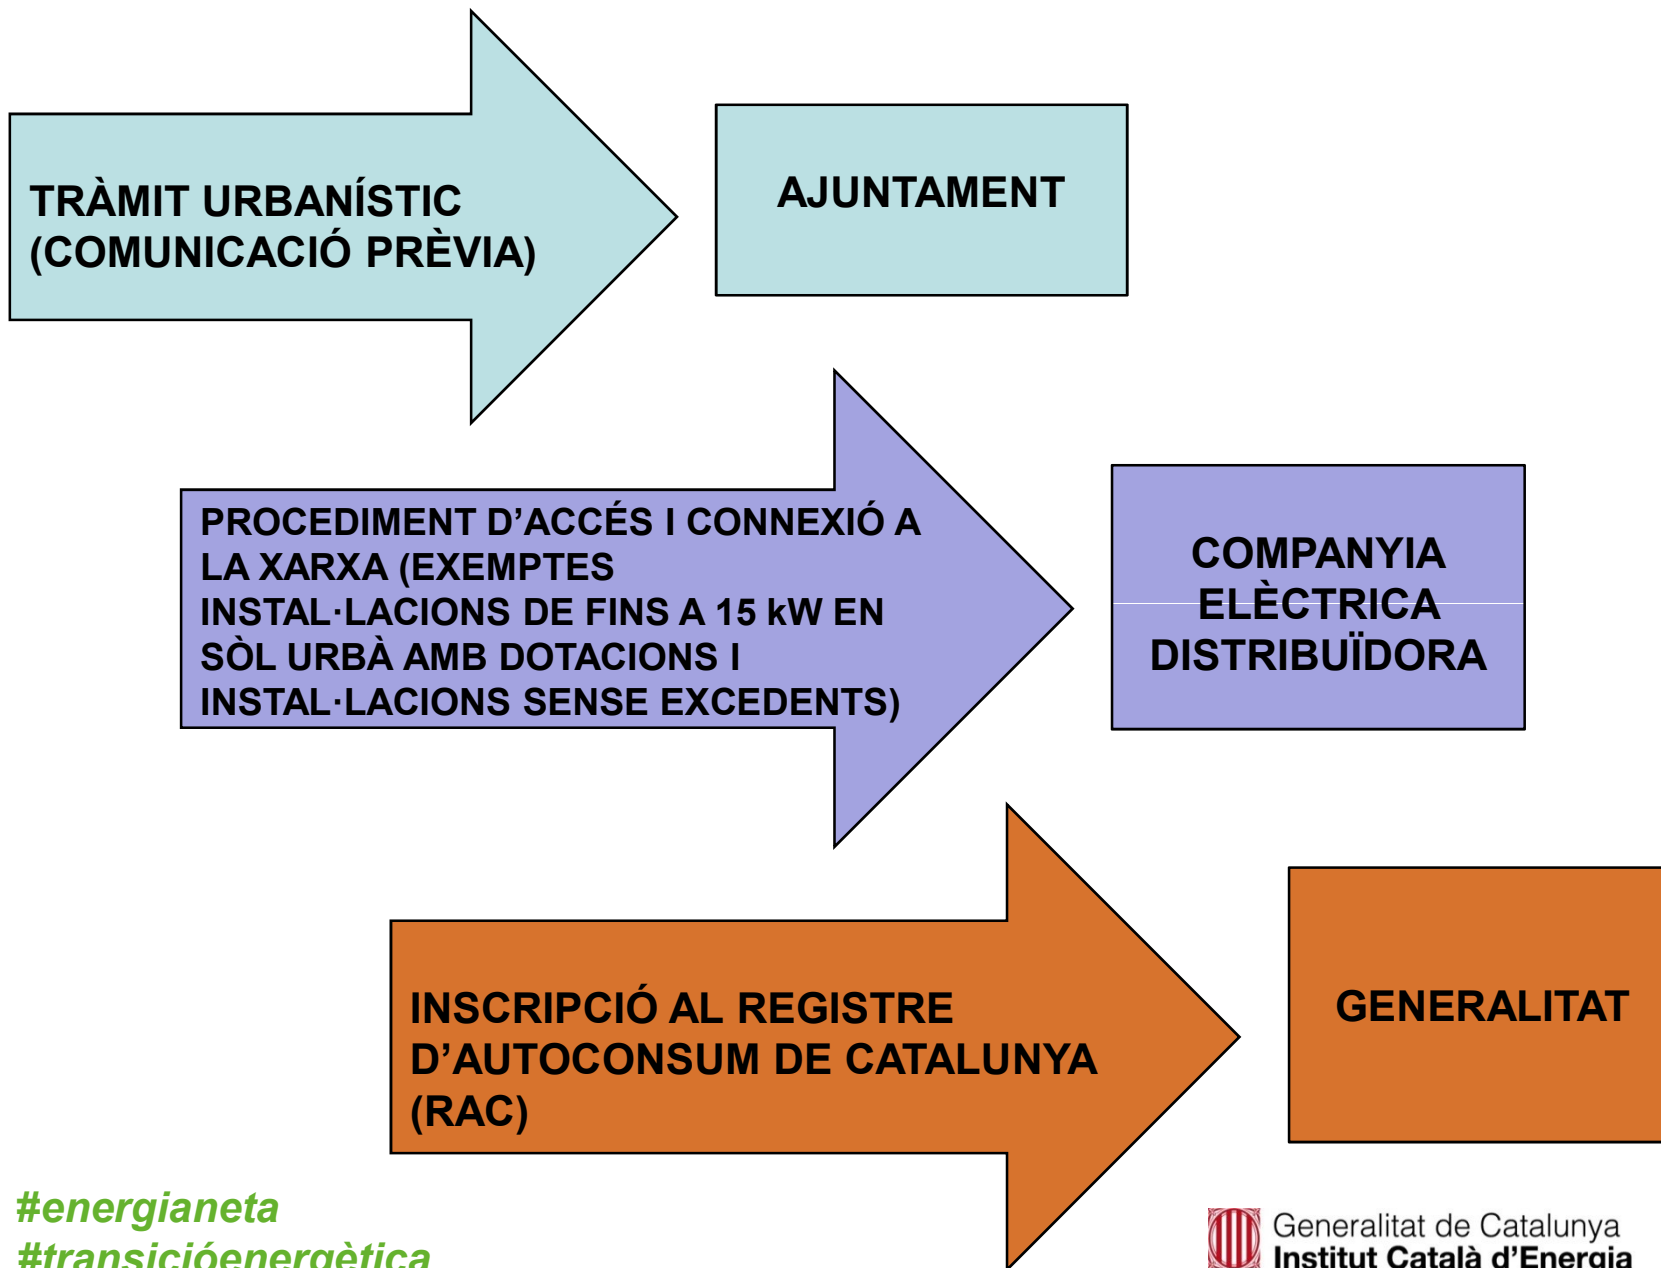 TRÀMIT URBANÍSTIC
(COMUNICACIÓ PRÈVIA)
AJUNTAMENT
PROCEDIMENT D’ACCÉS I CONNEXIÓ A
LA XARXA (EXEMPTES
INSTAL·LACIONS DE FINS A 15 kW EN
SÒL URBÀ AMB DOTACIONS I
INSTAL·LACIONS SENSE EXCEDENTS)
COMPANYIA
ELÈCTRICA
DISTRIBUÏDORA
INSCRIPCIÓ AL REGISTRE
D’AUTOCONSUM DE CATALUNYA
(RAC)
GENERALITAT
#energianeta
#transicióenergètica
Generalitat de Catalunya
Institut Català d’Energia